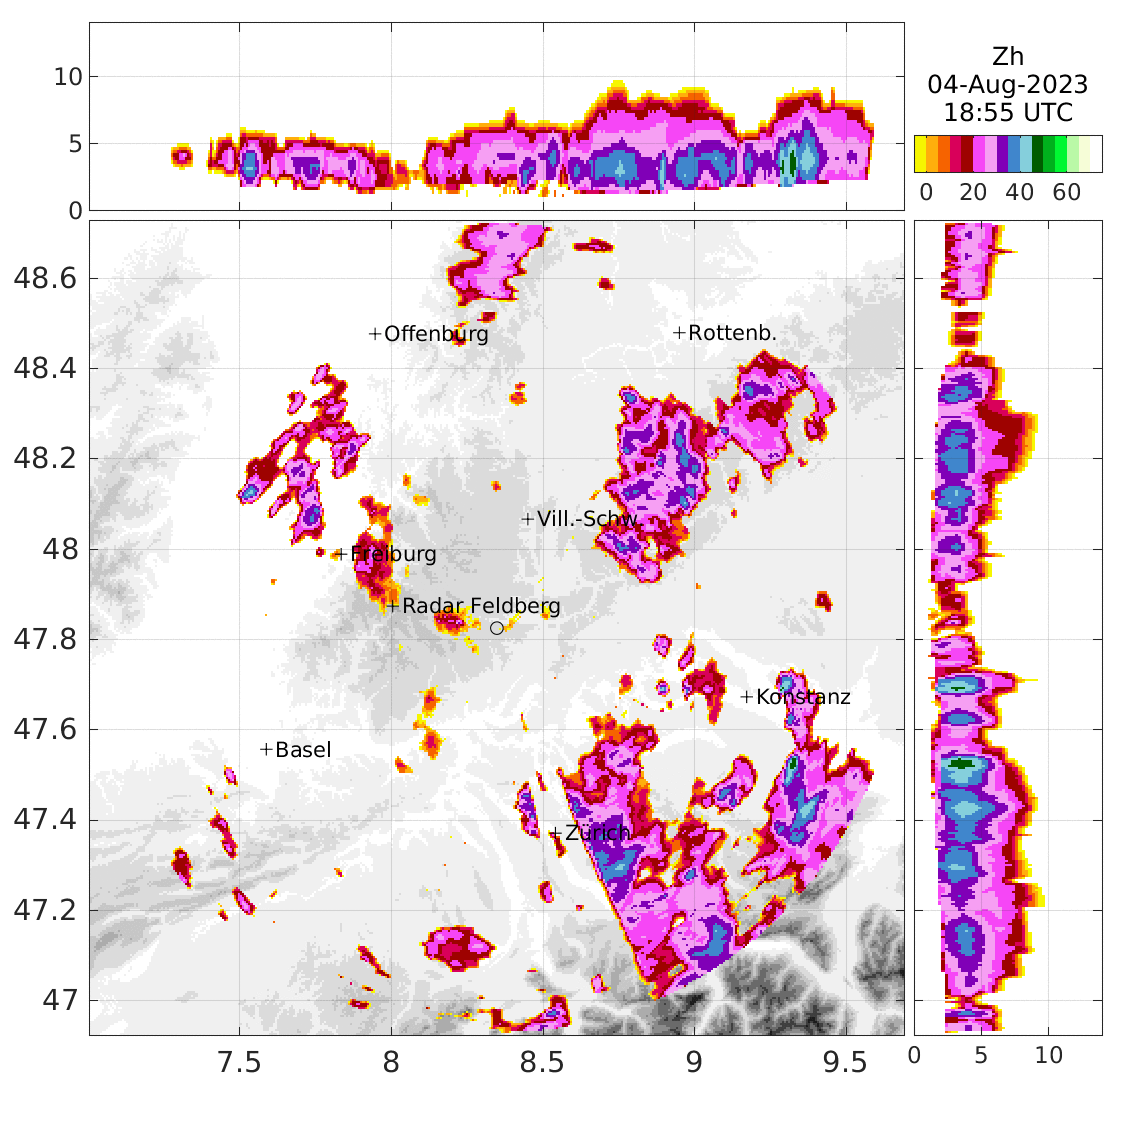 10
5
0
Zh
04-Aug-2023
18:55 UTC
0 20 40 60
48.6
48.4
48.2
48
47.8
47.6
47.4
47.2
47
+Offenburg
+Rottenb.
+Vill.-Schw.
+Freiburg
+Radar Feldberg
+Konstanz
+Basel
+Zürich
7.5 8 8.5 9 9.5
0 5 10